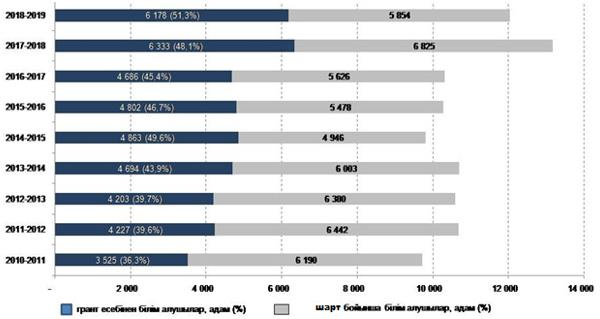 2018-2019 6 178 (51,3%) 5 854
2017-2018 6 333 (48,1%) 6 825
2016-2017 4 686 (45,4%) 5 626
2015-2016 4 802 (46,7%) 5 478
2014-2015 4 863 (49,6%) 4 946
2013-2014 4 694 (43,9%) 6 003
2012-2013 4 203 (39,7%) 6 380
2011-2012 4 227 (39,6%) 6 442
2010-2011 3 525 (36,3%) 6 190
- 2 000 4 000 6 000 8 000 10 000 12 000 14 000
грант есебінен білім алушылар, адам (%) шарт бойынша білім алушылар, адам (%)